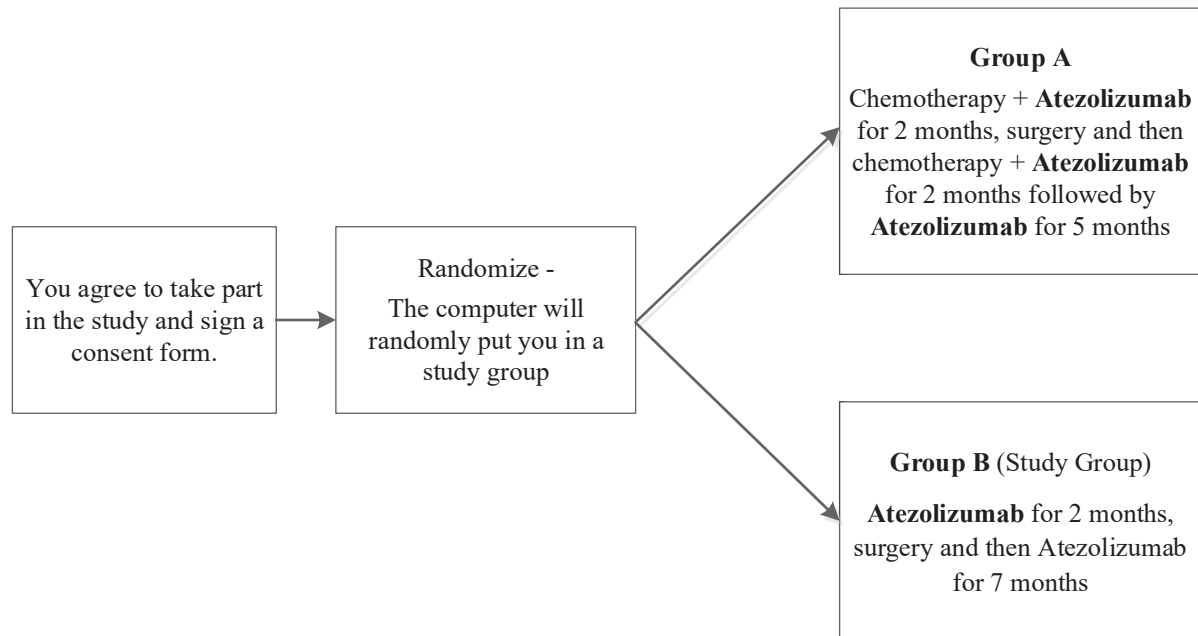 You agree to take part
in the study and sign a
consent form.
Randomize -
The computer will
randomly put you in a
study group
Group A
Chemotherapy + Atezolizumab
for 2 months, surgery and then
chemotherapy + Atezolizumab
for 2 months followed by
Atezolizumab for 5 months
Group B (Study Group)
Atezolizumab for 2 months,
surgery and then Atezolizumab
for 7 months